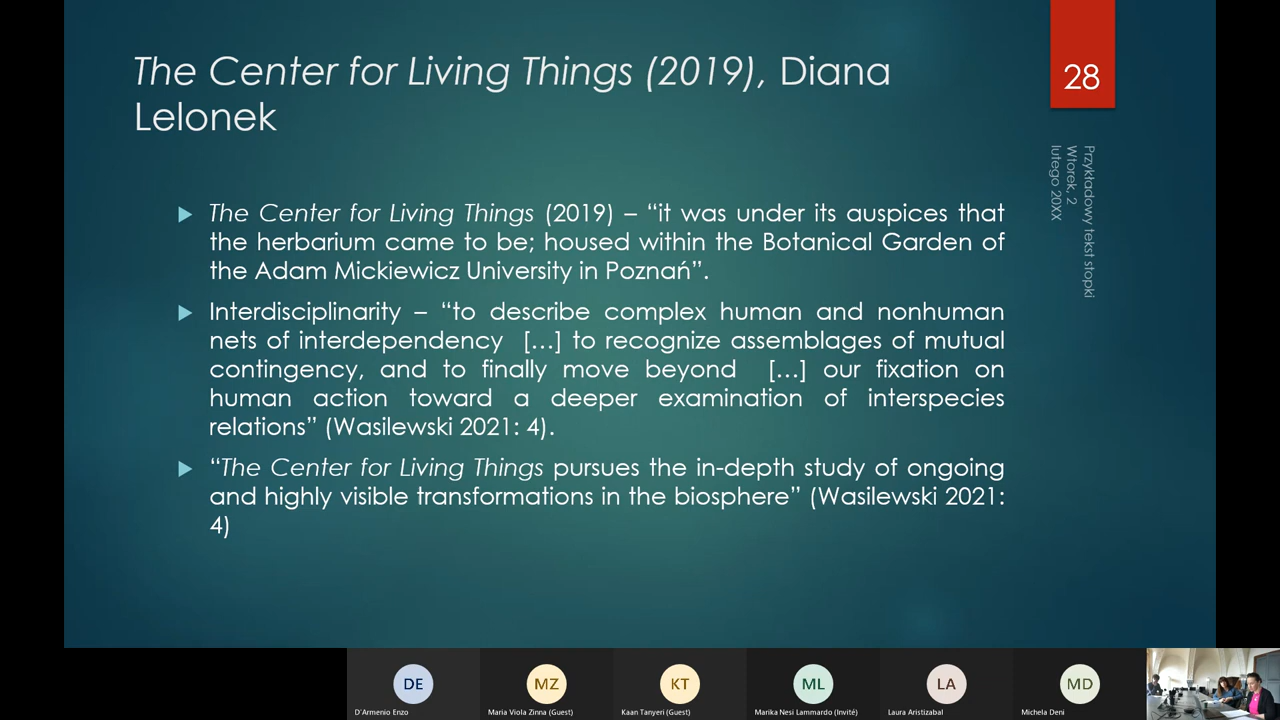 The Center for Living Things (2019), Diana
Lelonek
28
Przykładowy tekst stopki
Wtorek, 2
lutego 20XX
The Center for Living Things (2019) – “it was under its auspices that
the herbarium came to be; housed within the Botanical Garden of
the Adam Mickiewicz University in Poznań”.
Interdisciplinarity – “to describe complex human and nonhuman
nets of interdependency […] to recognize assemblages of mutual
contingency, and to finally move beyond […] our fixation on
human action toward a deeper examination of interspecies
relations” (Wasilewski 2021: 4).
“The Center for Living Things pursues the in-depth study of ongoing
and highly visible transformations in the biosphere” (Wasilewski 2021:
4)
DE
D'Armenio Enzo
MZ
Maria Viola Zinna (Guest)
KT
Kaan Tanyeri (Guest)
ML
Marika Nesi Lammardo (Invité)
LA
Laura Aristizabal
MD
Michela Deni